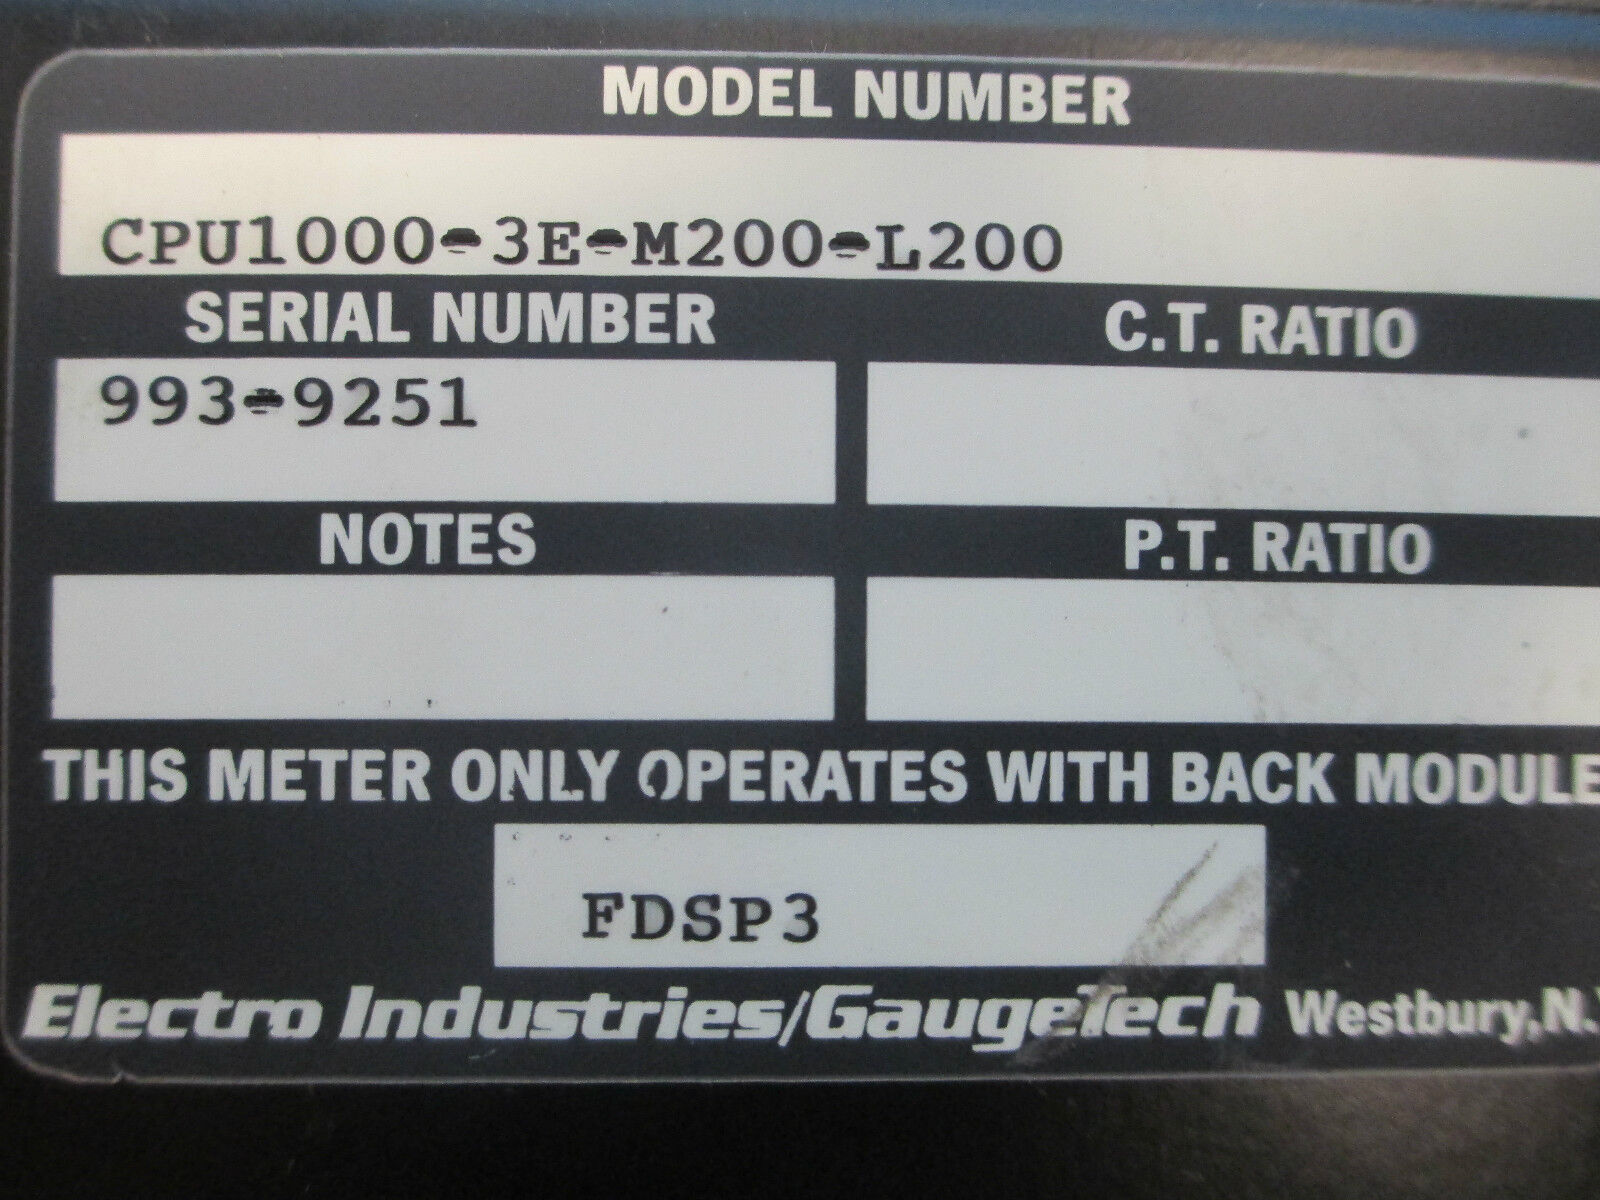 MODEL NUMBER
CPU1000-3E-M200-L200
SERIAL NUMBER
C.T. RATIO
993-9251
NOTES
P.T. RATIO
THIS METER ONLY OPERATES WITH BACK MODULE
FDSP3
Electro Industries/GaugeTech Westbury,N.Y